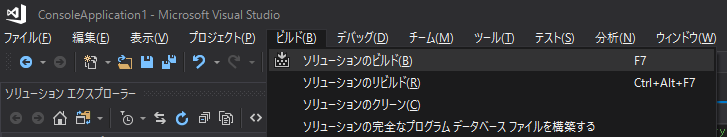 ConsoleApplication1 - Microsoft Visual Studio
ファイル(F) 編集(E) 表示(V) プロジェクト(P) ビルド(B) デバッグ(D) チーム(M) ツール(T) テスト(S) 分析(N) ウィンドウ(W)
ソリューションのビルド(B) F7
ソリューション エクスプローラー ソリューションのリビルド(R) Ctrl+Alt+F7
ソリューションのクリーン(C)
ソリューションの完全なプログラム データベース ファイルを構築する